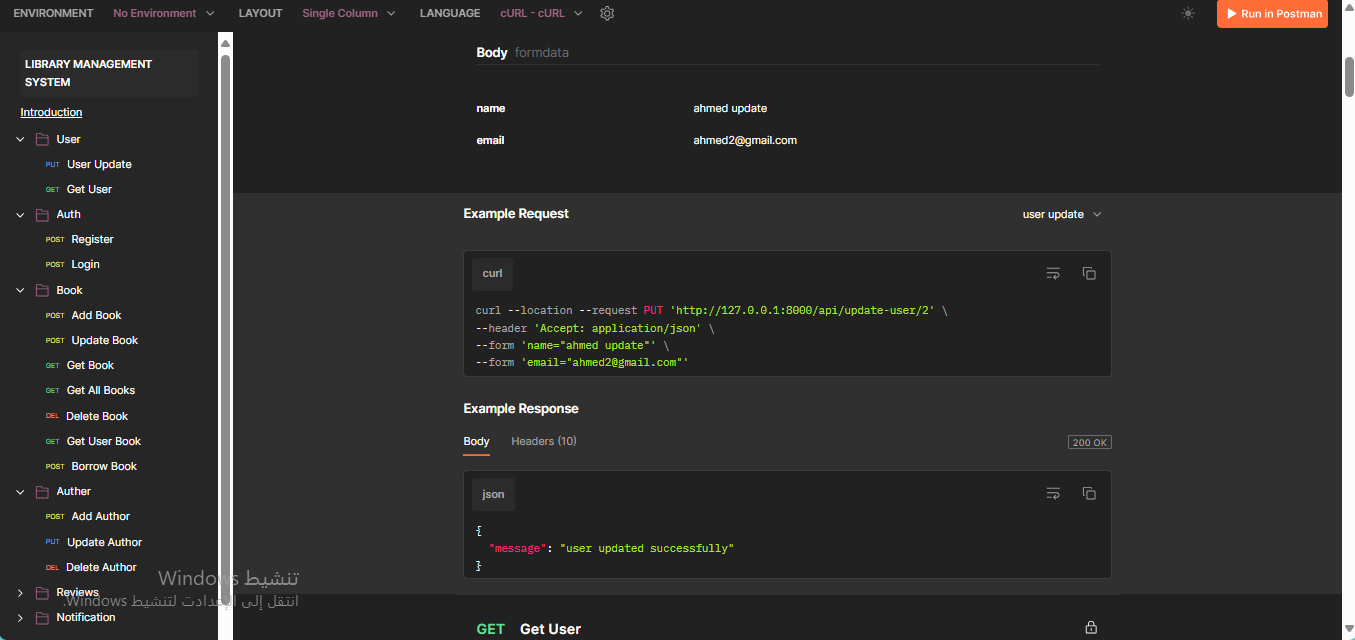 ENVIRONMENT No Environment LAYOUT Single Column LANGUAGE cURL - cURL Run in Postman
LIBRARY MANAGEMENT
SYSTEM
Introduction
User
PUT User Update
GET Get User
Auth
POST Register
POST Login
Book
POST Add Book
POST Update Book
GET Get Book
GET Get All Books
DEL Delete Book
GET Get User Book
POST Borrow Book
Auther
POST Add Author
PUT Update Author
DEL Delete Author
Reviews
Notification
Body formdata
name ahmed update
email ahmed2@gmail.com
Example Request user update
curl
curl --location --request PUT 'http://127.0.0.1:8000/api/update-user/2' \
--header 'Accept: application/json' \
--form 'name="ahmed update"' \
--form 'email="ahmed2@gmail.com"'
Example Response
Body Headers (10) 200 OK
json
{
"message": "user updated successfully"
}
GET Get User
تنشيط Windows
انتقل إلى الإعدادت لتنشيط Windows.